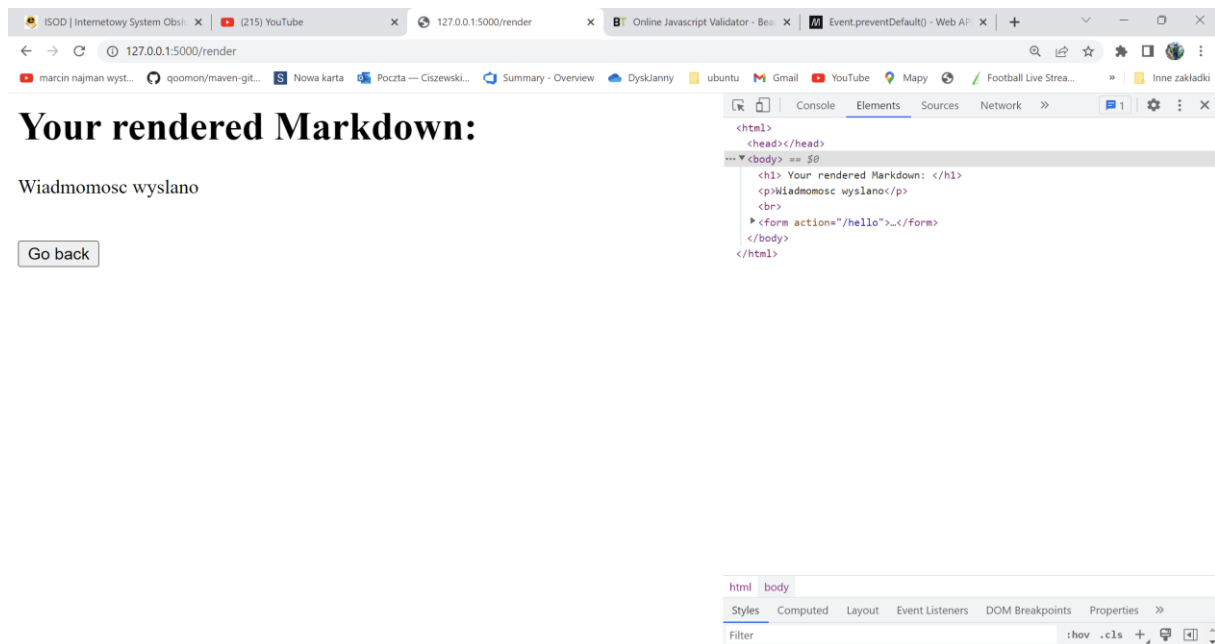 ISOD | Internetowy System Obsłu
(215) YouTube
127.0.0.1:5000/render
BT Online Javascript Validator - Bea
M Event.preventDefault() - Web AP
127.0.0.1:5000/render
marcin najman wyst...
qoomon/maven-git...
S Nowa karta
Poczta — Ciszewski...
Summary - Overview
DyskJanny
ubuntu
Gmail
YouTube
Mapy
Football Live Strea...
»
Inne zakładki
Your rendered Markdown:
Wiadmomosc wyslano
Go back
Console Elements Sources Network » 1
<html>
<head></head>
... ▼<body> == $0
<h1> Your rendered Markdown: </h1>
<p>Wiadmomosc wyslano</p>
<br>
▶<form action="/hello">…</form>
</body>
</html>
html body
Styles Computed Layout Event Listeners DOM Breakpoints Properties »
Filter :hov .cls +